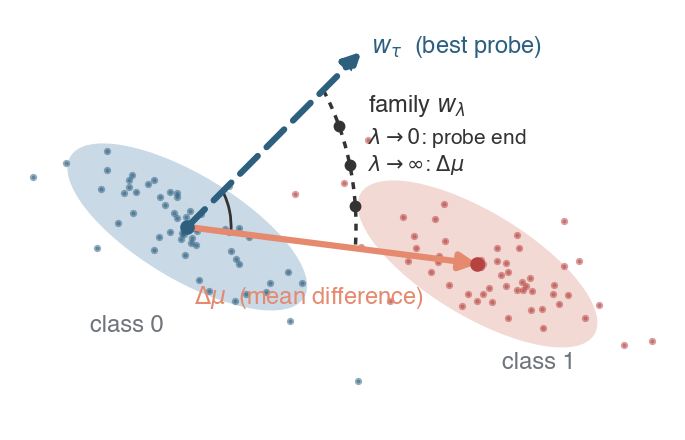 w_τ (best probe)
family w_λ
λ → 0: probe end
λ → ∞: Δμ
Δμ (mean difference)
class 0
class 1